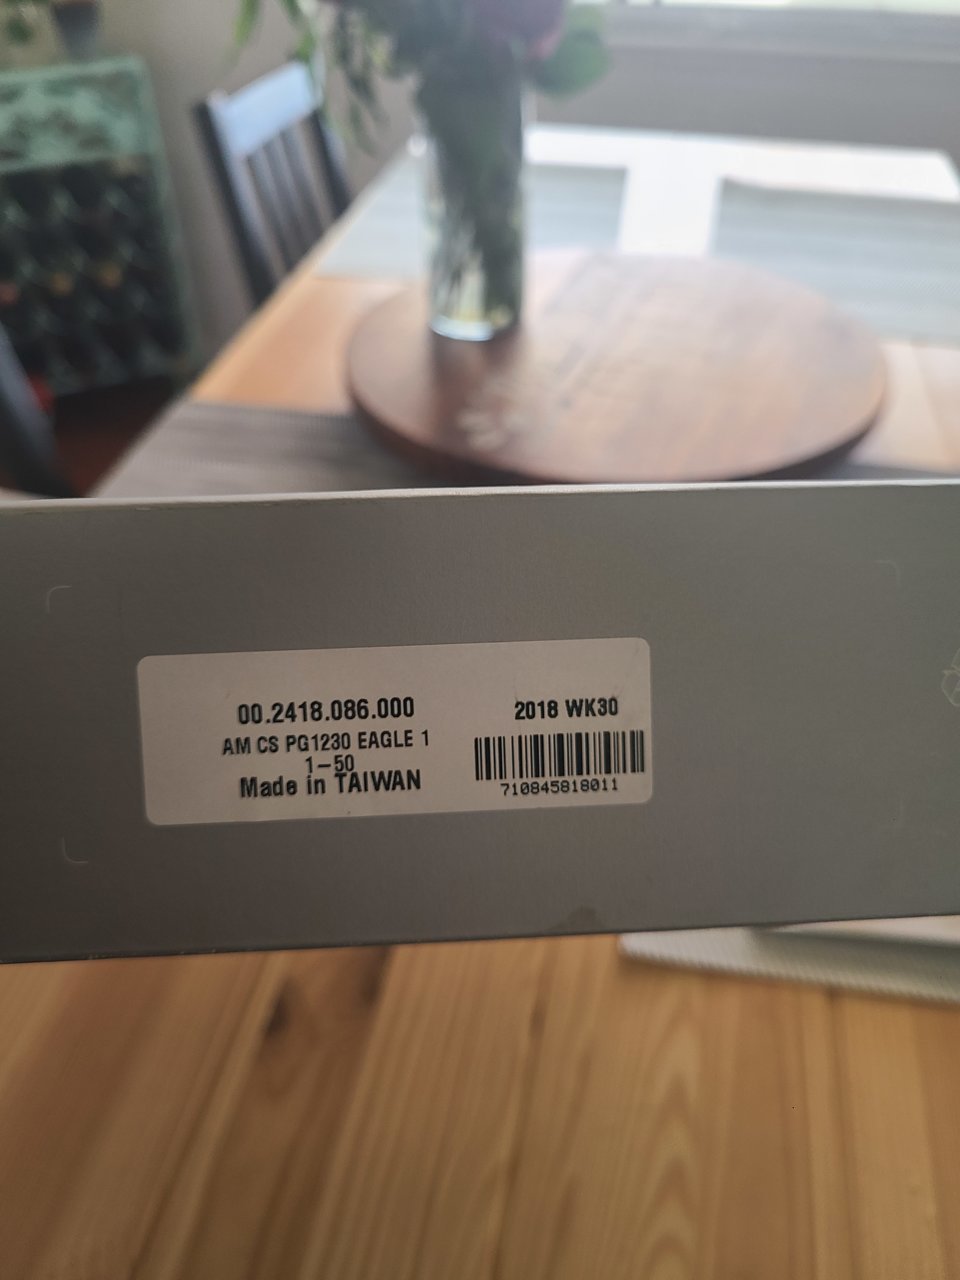 00.2418.086.000
AM CS PG1230 EAGLE 1
1-50
Made in TAIWAN
2018 WK30
710845818011